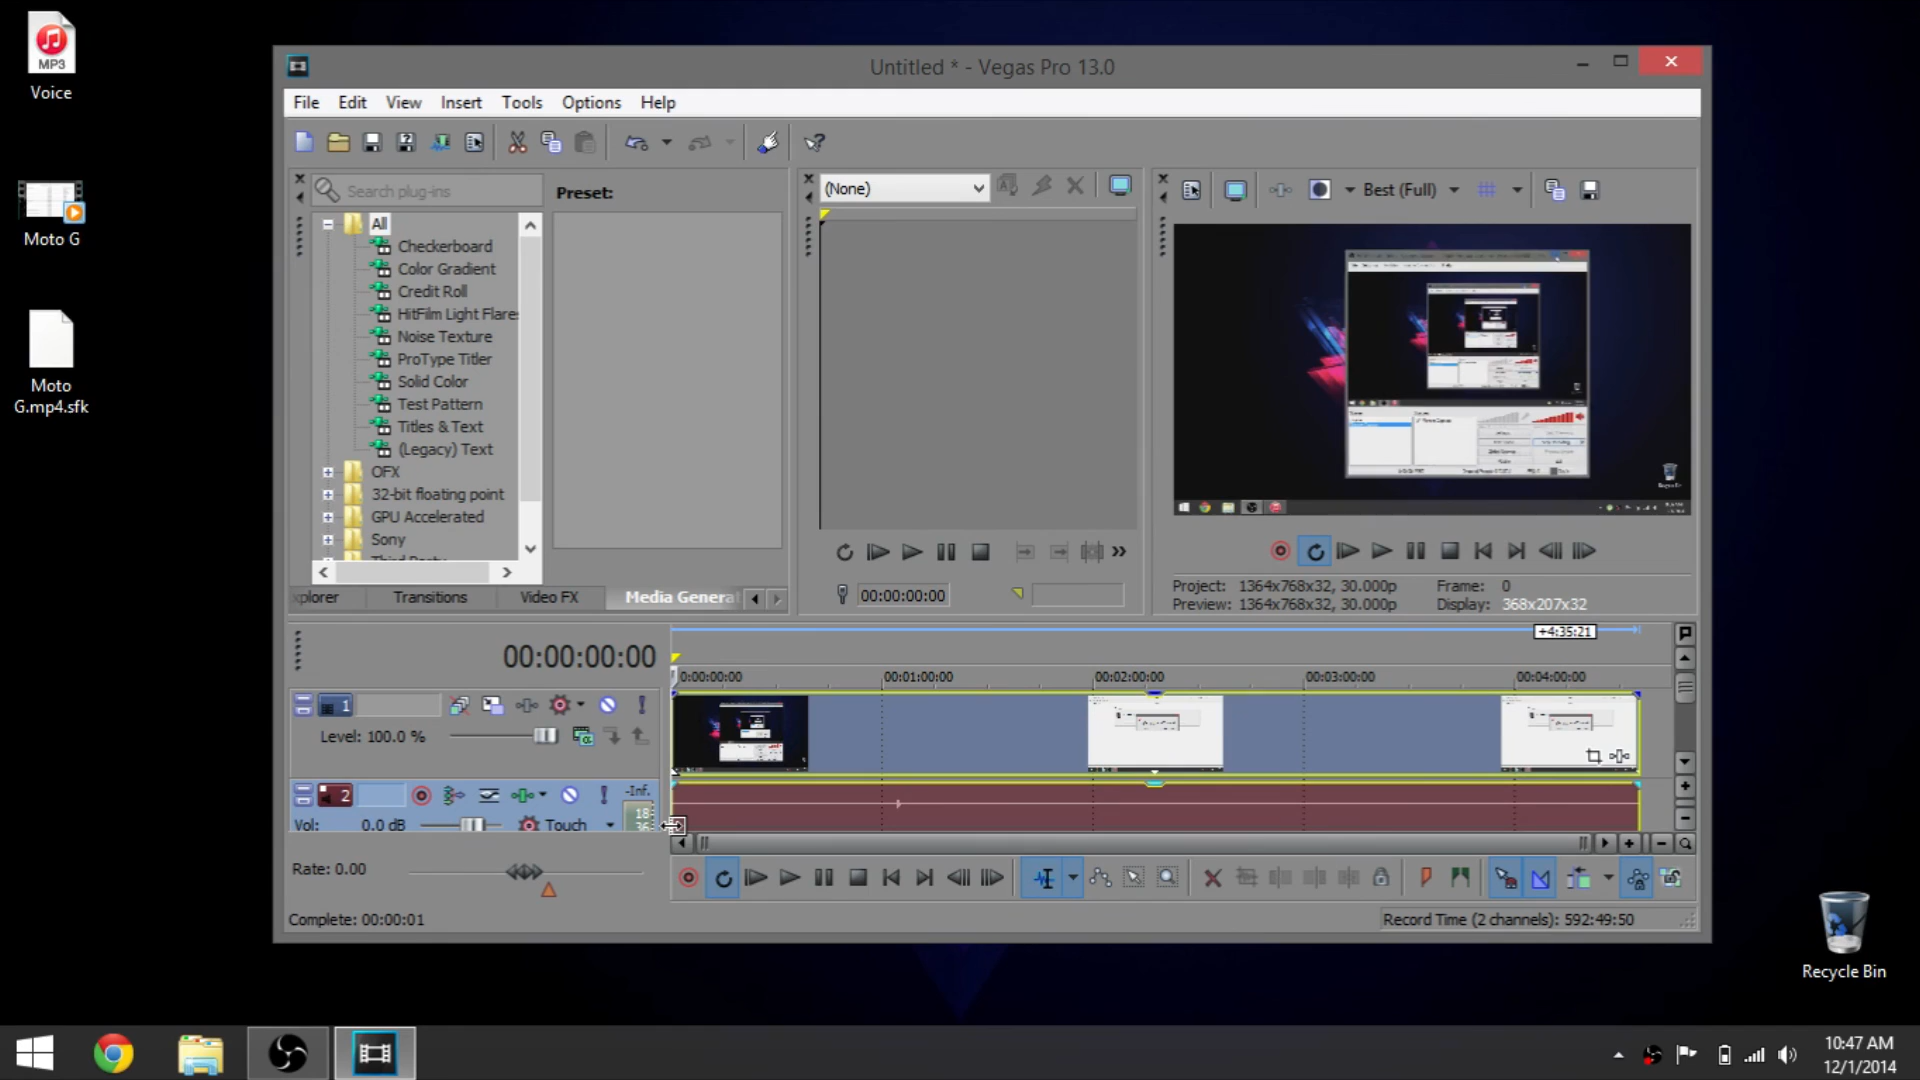 MP3
Voice
Moto G
Moto
G.mp4.sfk
Untitled * - Vegas Pro 13.0
File Edit View Insert Tools Options Help
Search plug-ins
Preset:
All
Checkerboard
Color Gradient
Credit Roll
HitFilm Light Flare
Noise Texture
ProType Titler
Solid Color
Test Pattern
Titles & Text
(Legacy) Text
OFX
32-bit floating point
GPU Accelerated
Sony
Third Party
xplorer Transitions Video FX Media Genera
(None)
00:00:00:00
Best (Full)
Recycle Bin
Project: 1364x768x32, 30.000p Frame: 0
Preview: 1364x768x32, 30.000p Display: 368x207x32
+4:35:21
00:00:00:00
0:00:00:00 00:01:00:00 00:02:00:00 00:03:00:00 00:04:00:00
1
Level: 100.0 %
2
-Inf.
18
36
Vol: 0.0 dB Touch
Rate: 0.00
Complete: 00:00:01
Record Time (2 channels): 592:49:50
Recycle Bin
10:47 AM
12/1/2014